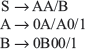 S → AA/B
A → 0A/A0/1
B → 0B00/1